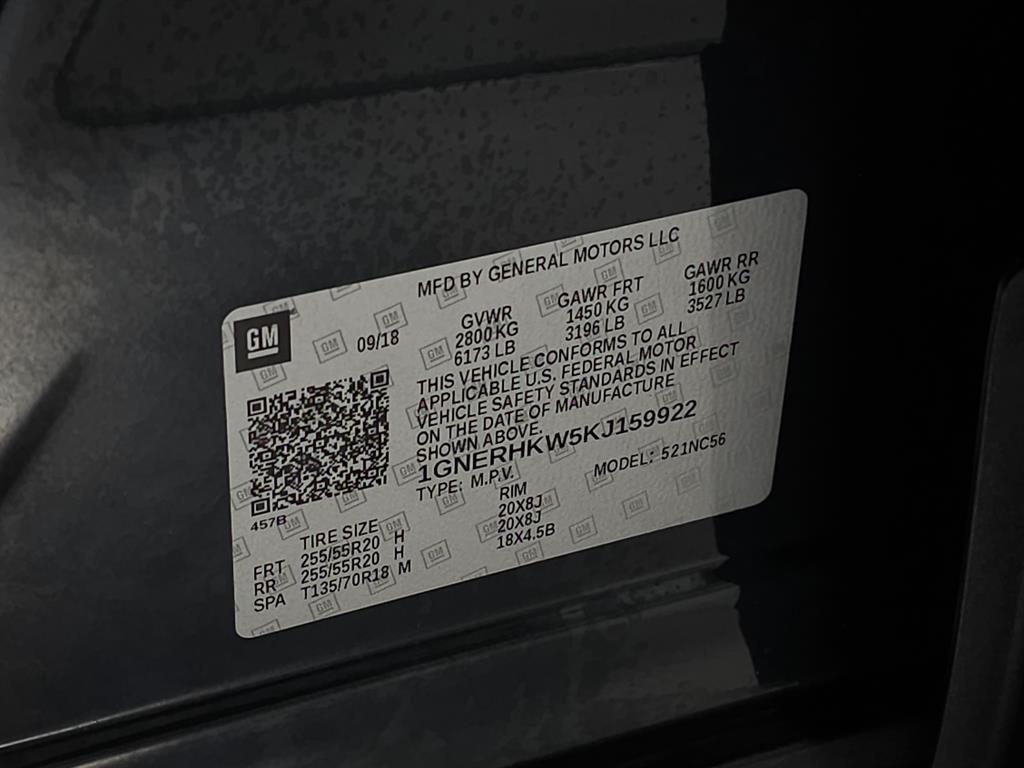 MFD BY GENERAL MOTORS LLC
GM
09/18
GVWR GAWR FRT GAWR RR
2800 KG 1450 KG 1600 KG
6173 LB 3196 LB 3527 LB
THIS VEHICLE CONFORMS TO ALL
APPLICABLE U.S. FEDERAL MOTOR
VEHICLE SAFETY STANDARDS IN EFFECT
ON THE DATE OF MANUFACTURE
SHOWN ABOVE.
1GNERHKW5KJ159922
TYPE: M.P.V. MODEL: 521NC56
457B
TIRE SIZE RIM
FRT 255/55R20 H 20X8J
RR 255/55R20 H 20X8J
SPA T135/70R18 M 18X4.5B